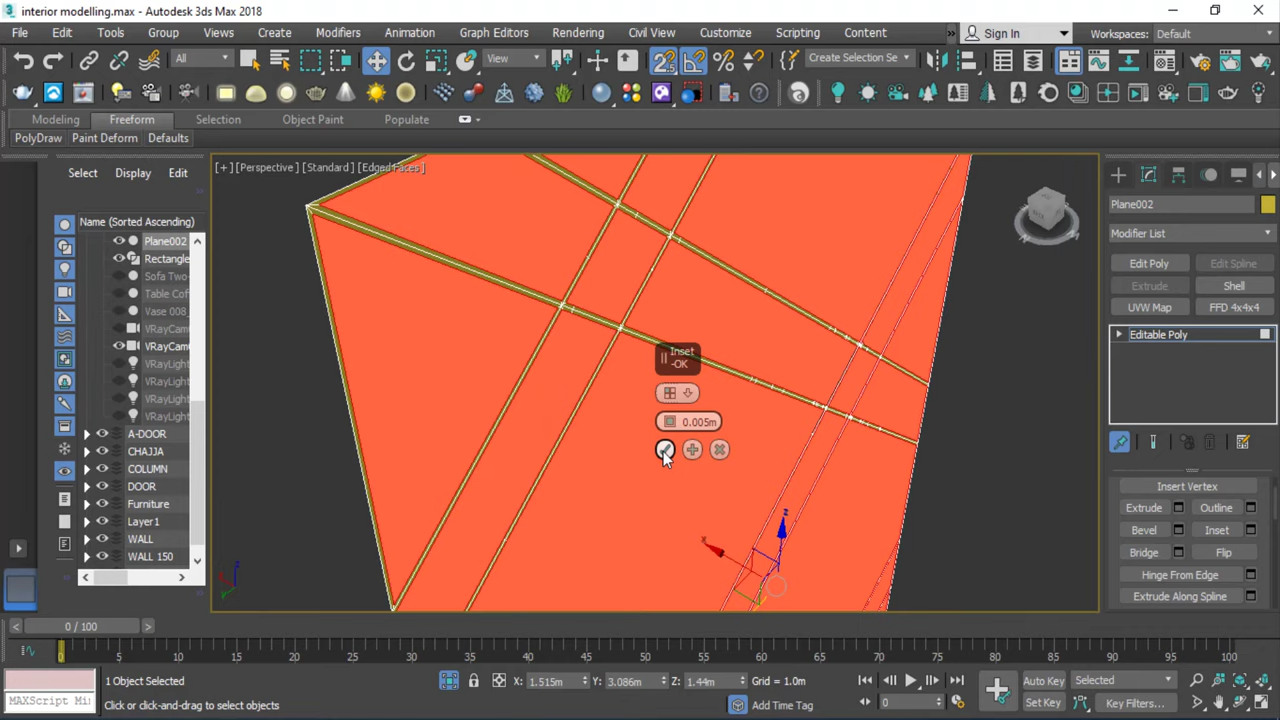 interior modelling.max - Autodesk 3ds Max 2018
File Edit Tools Group Views Create Modifiers Animation Graph Editors Rendering Civil View Customize Scripting Content Sign In Workspaces: Default
All View Create Selection Se
Modeling Freeform Selection Object Paint Populate
PolyDraw Paint Deform Defaults
Select Display Edit
[+] [Perspective] [Standard] [Edged Faces]
Name (Sorted Ascending)
Plane002
Rectangle
Sofa Two-
Table Cof
Vase 008_
VRayCam
VRayCam
VRayLight
VRayLight
VRayLight
VRayLight
A-DOOR
CHAJJA
COLUMN
DOOR
Furniture
Layer1
WALL
WALL 150
Inset
-OK
0.005m
x
z
z
Plane002
Modifier List
Edit Poly Edit Spline
Extrude Shell
UVW Map FFD 4x4x4
Editable Poly
Insert Vertex
Extrude Outline
Bevel Inset
Bridge Flip
Hinge From Edge
Extrude Along Spline
0 / 100
0 5 10 15 20 25 30 35 40 45 50 55 60 65 70 75 80 85 90 95 100
1 Object Selected X: 1.515m Y: 3.086m Z: 1.44m Grid = 1.0m Auto Key Selected
MAXScript Mi Click or click-and-drag to select objects Add Time Tag 0 Set Key Key Filters...